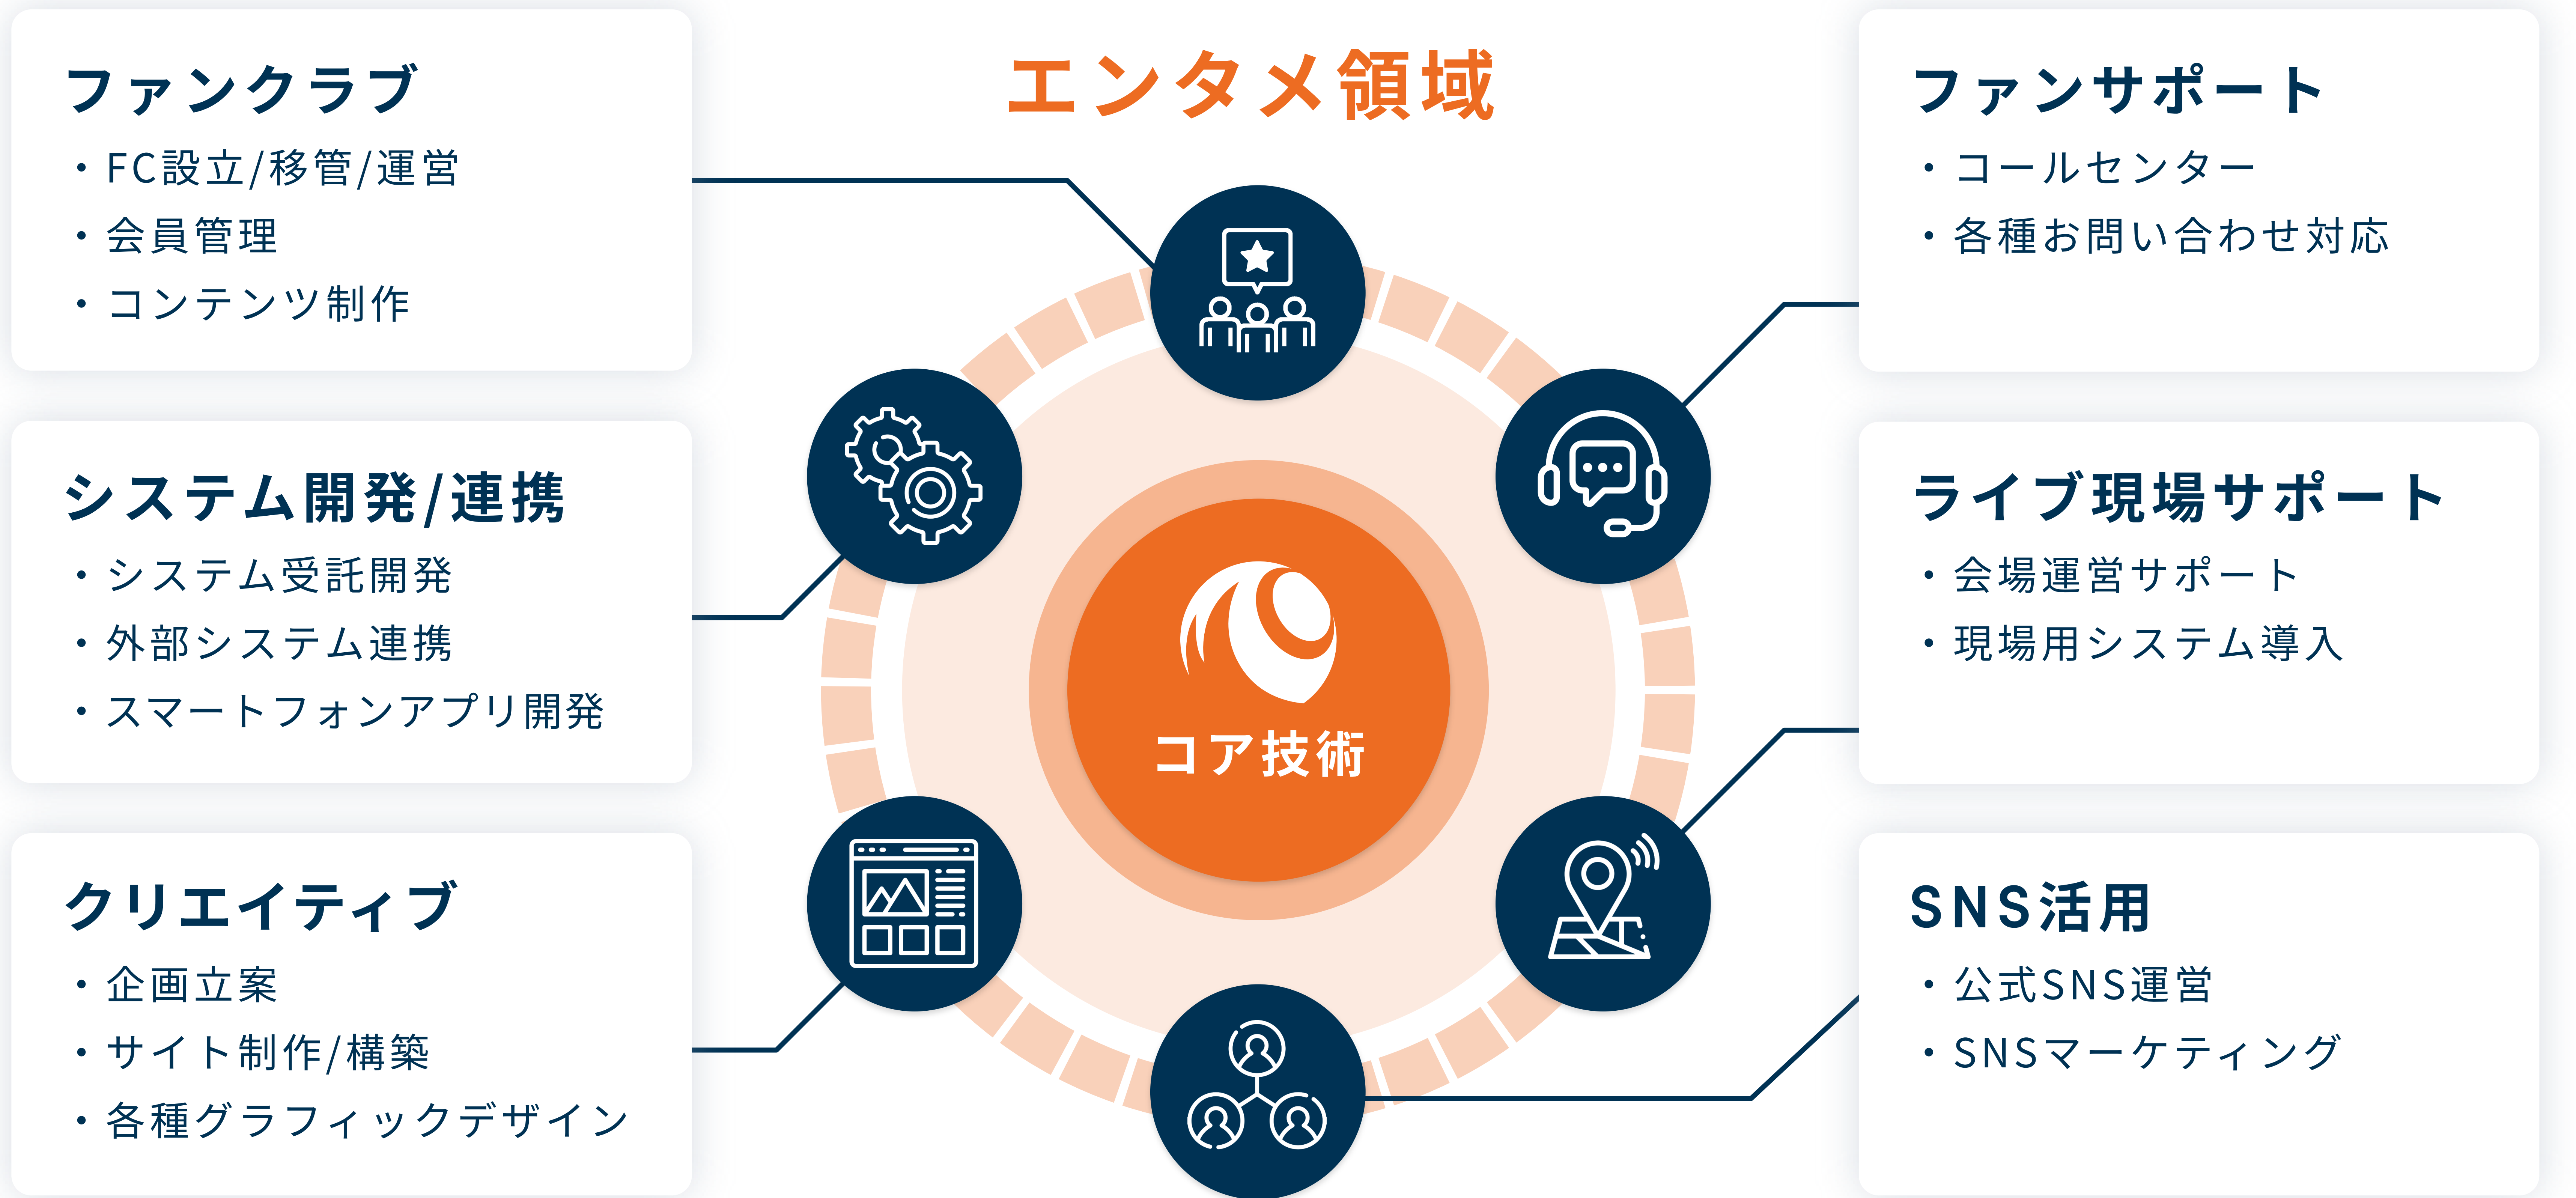 エンタメ領域
ファンクラブ
・FC設立/移管/運営
・会員管理
・コンテンツ制作
システム開発/連携
・システム受託開発
・外部システム連携
・スマートフォンアプリ開発
クリエイティブ
・企画立案
・サイト制作/構築
・各種グラフィックデザイン
コア技術
ファンサポート
・コールセンター
・各種お問い合わせ対応
ライブ現場サポート
・会場運営サポート
・現場用システム導入
SNS活用
・公式SNS運営
・SNSマーケティング